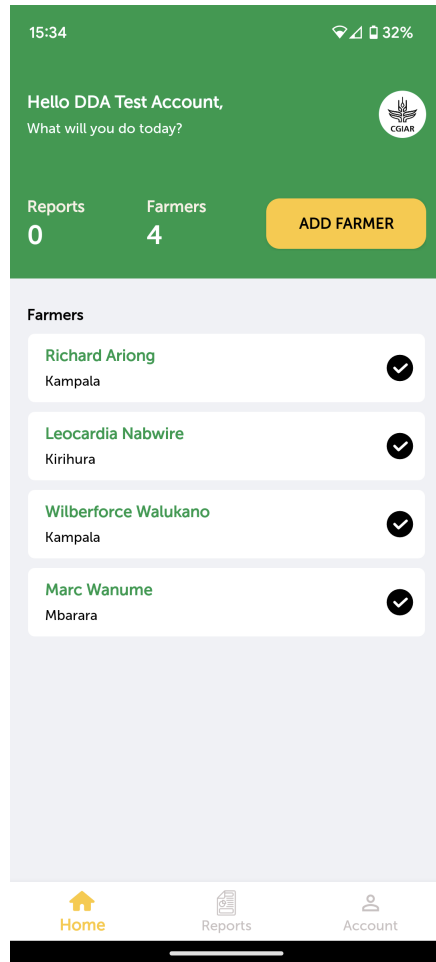 15:34
32%
Hello DDA Test Account,
What will you do today?
CGIAR
Reports
0
Farmers
4
ADD FARMER
Farmers
Richard Ariong
Kampala
Leocardia Nabwire
Kirihura
Wilberforce Walukano
Kampala
Marc Wanume
Mbarara
Home
Reports
Account